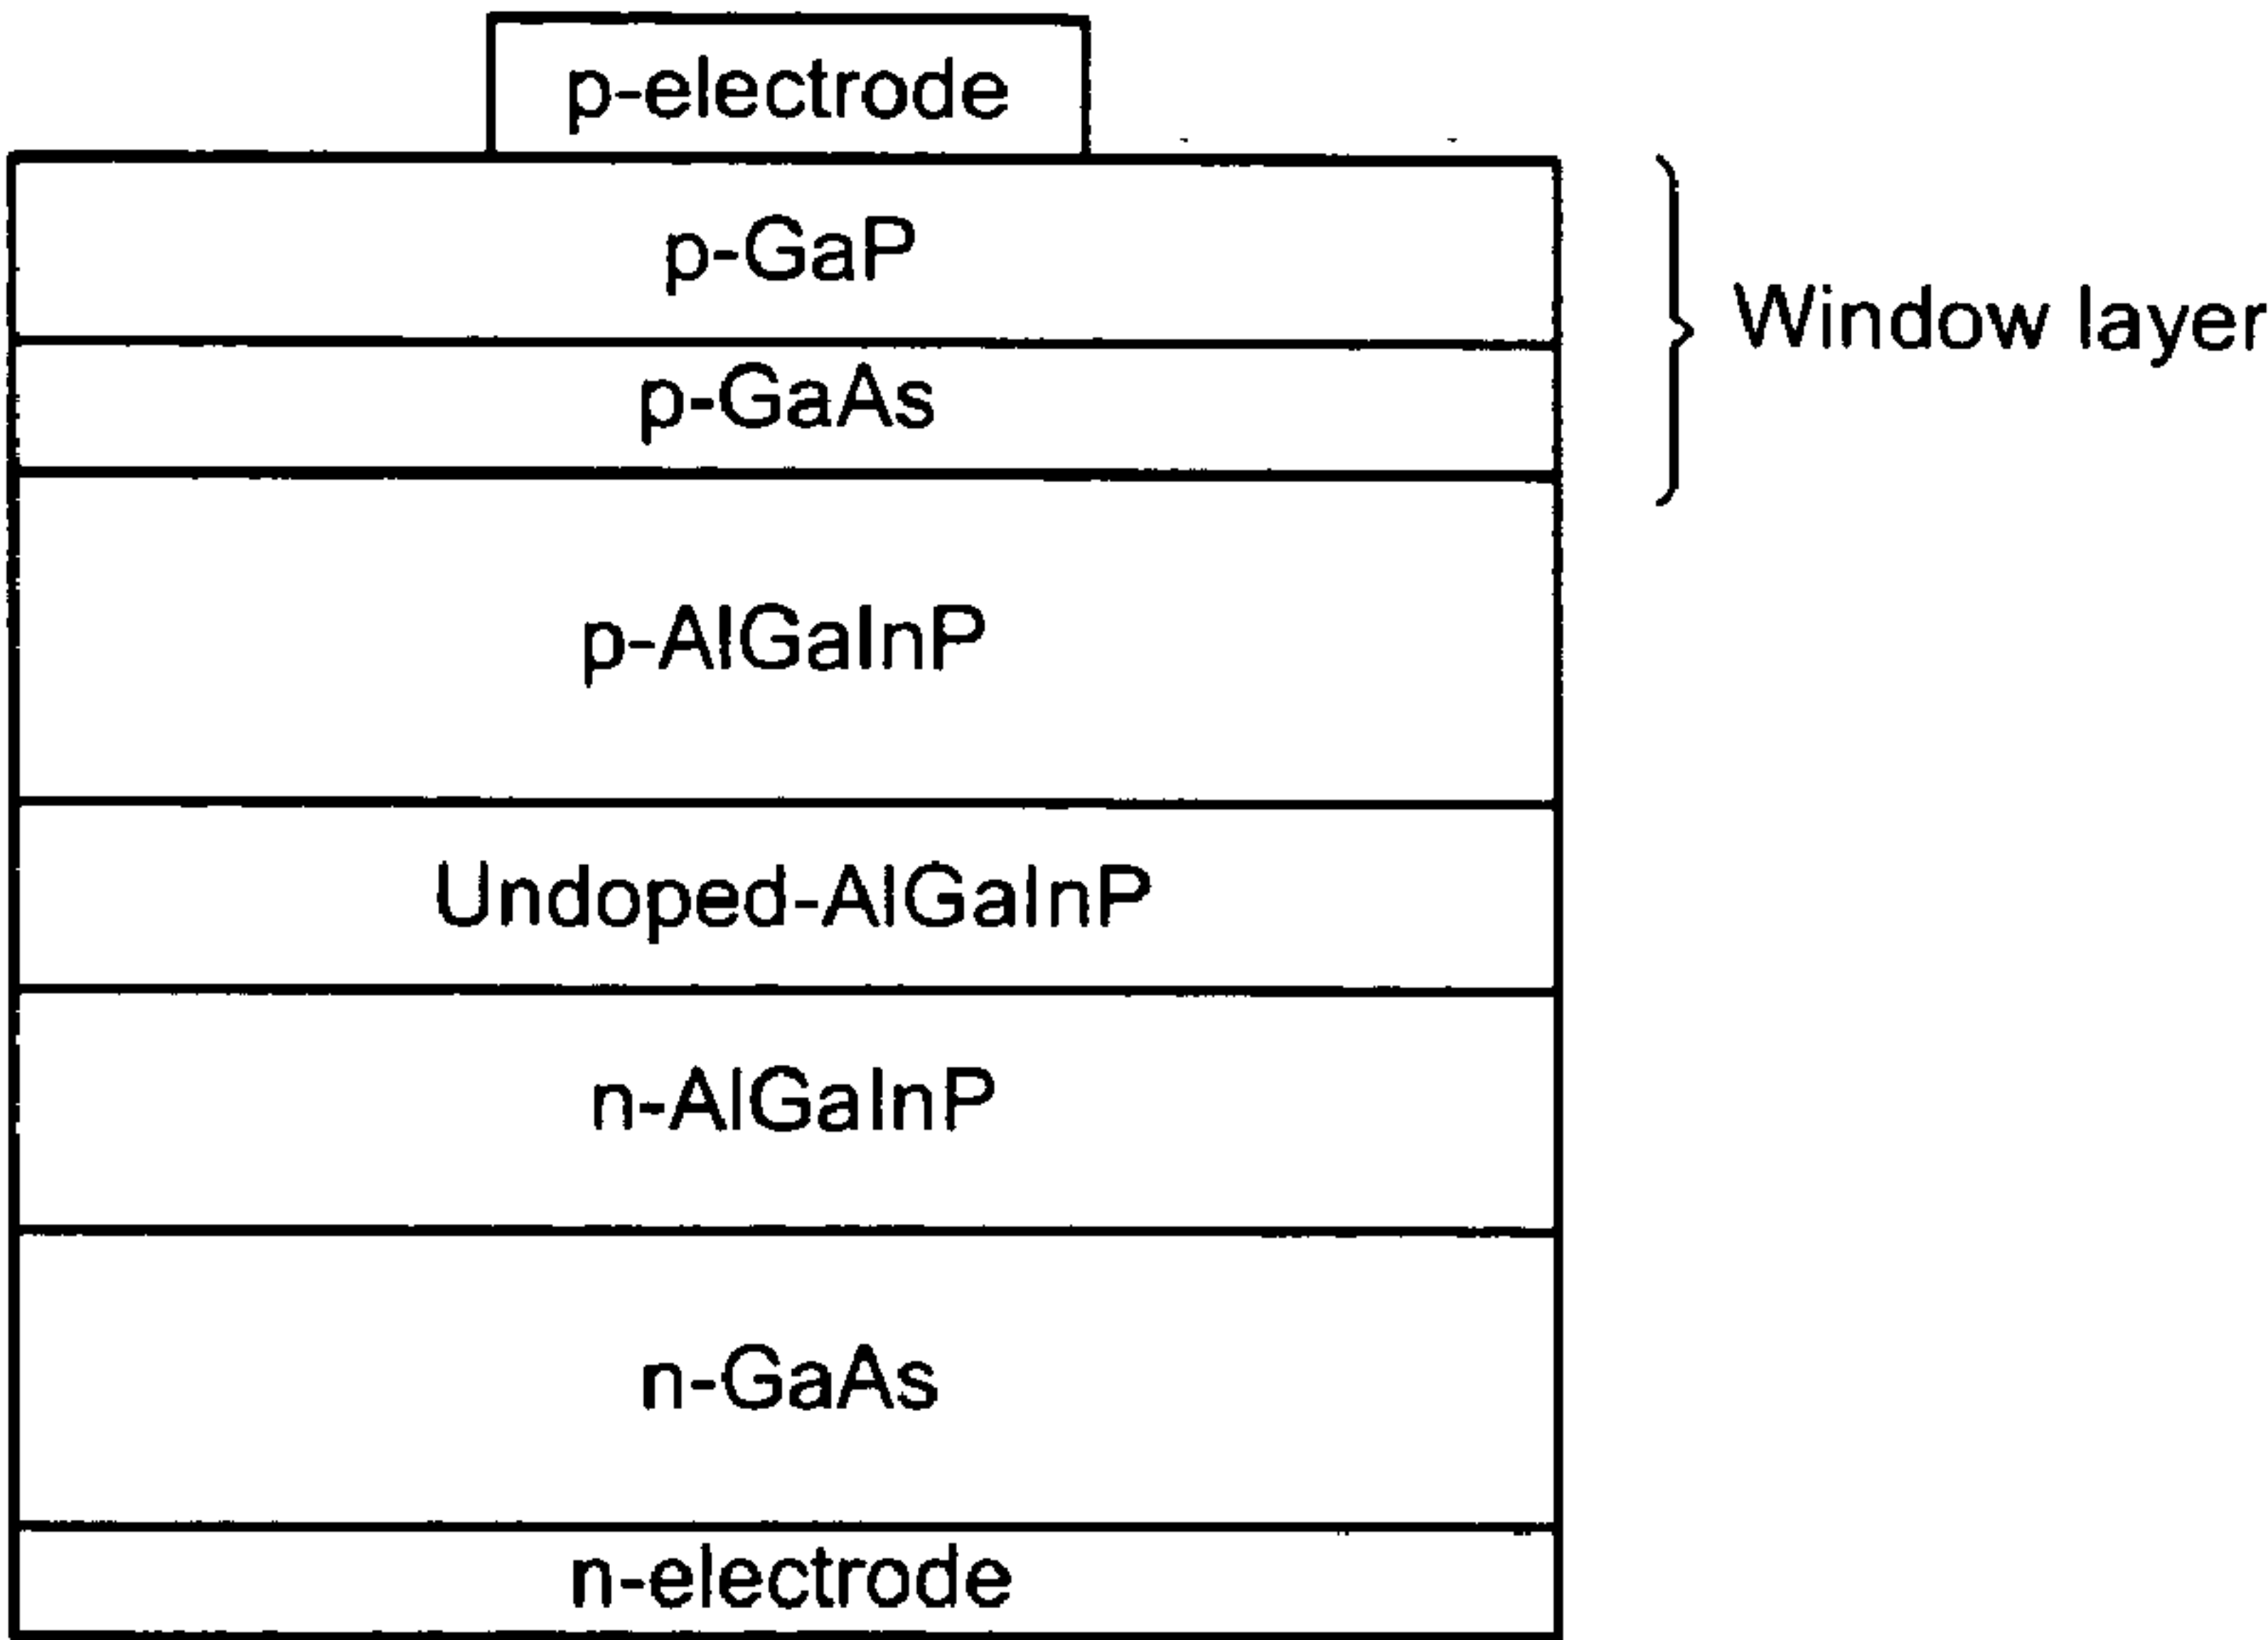 p-electrode
p-GaP
Window layer
p-GaAs
p-AlGaInP
Undoped-AlGaInP
n-AlGaInP
n-GaAs
n-electrode